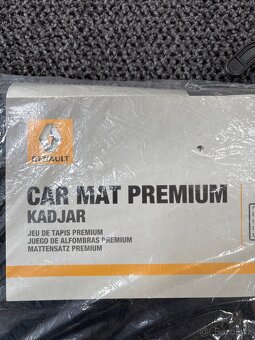 RENAULT
CAR MAT PREMIUM
KADJAR
JEU DE TAPIS PREMIUM
JUEGO DE ALFOMBRAS PREMIUM
MATTENSATZ PREMIUM